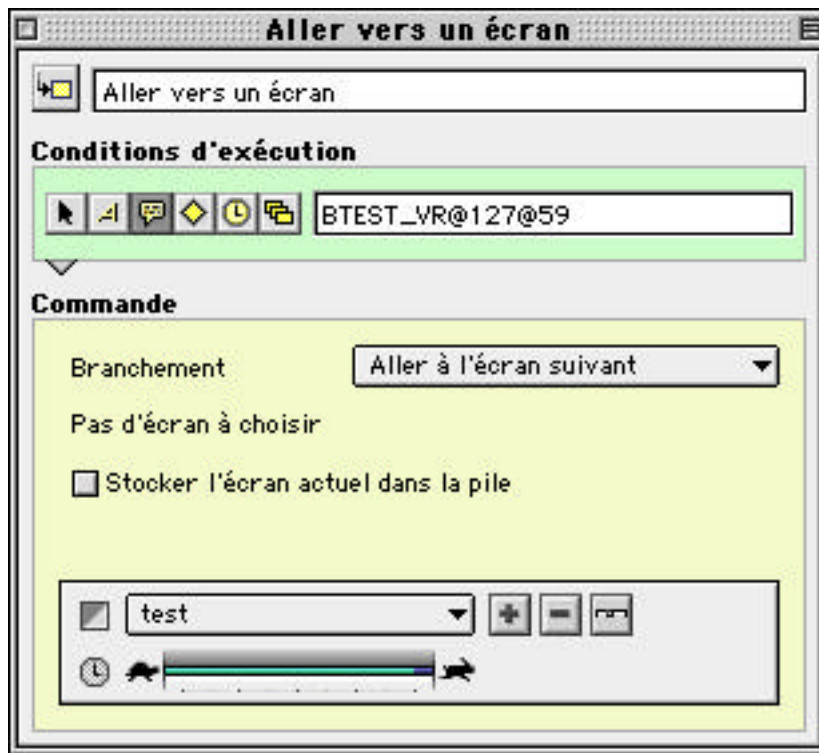 Aller vers un écran
Aller vers un écran
Conditions d'exécution
BTEST_VR@127@59
Commande
Branchement Aller à l'écran suivant
Pas d'écran à choisir
Stocker l'écran actuel dans la pile
test